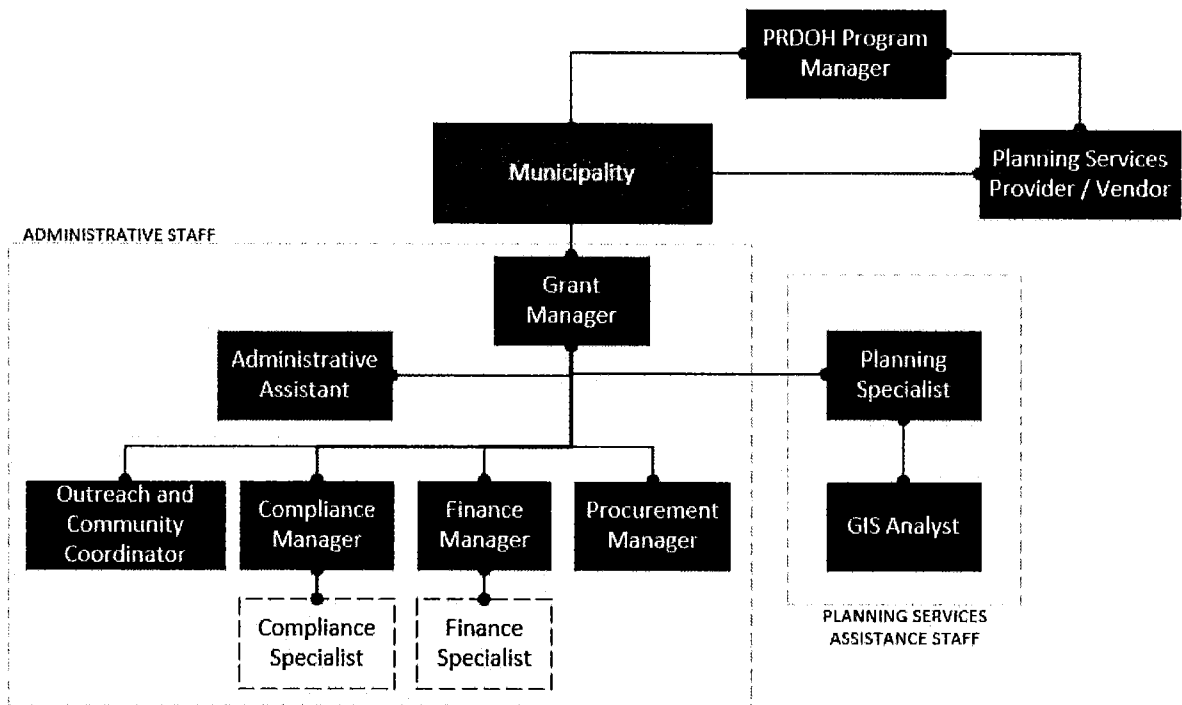 PRDOH Program
Manager
Municipality
Planning Services
Provider / Vendor
ADMINISTRATIVE STAFF
Grant
Manager
Administrative
Assistant
Planning
Specialist
Outreach and
Community
Coordinator
Compliance
Manager
Finance
Manager
Procurement
Manager
GIS Analyst
Compliance
Specialist
Finance
Specialist
PLANNING SERVICES
ASSISTANCE STAFF